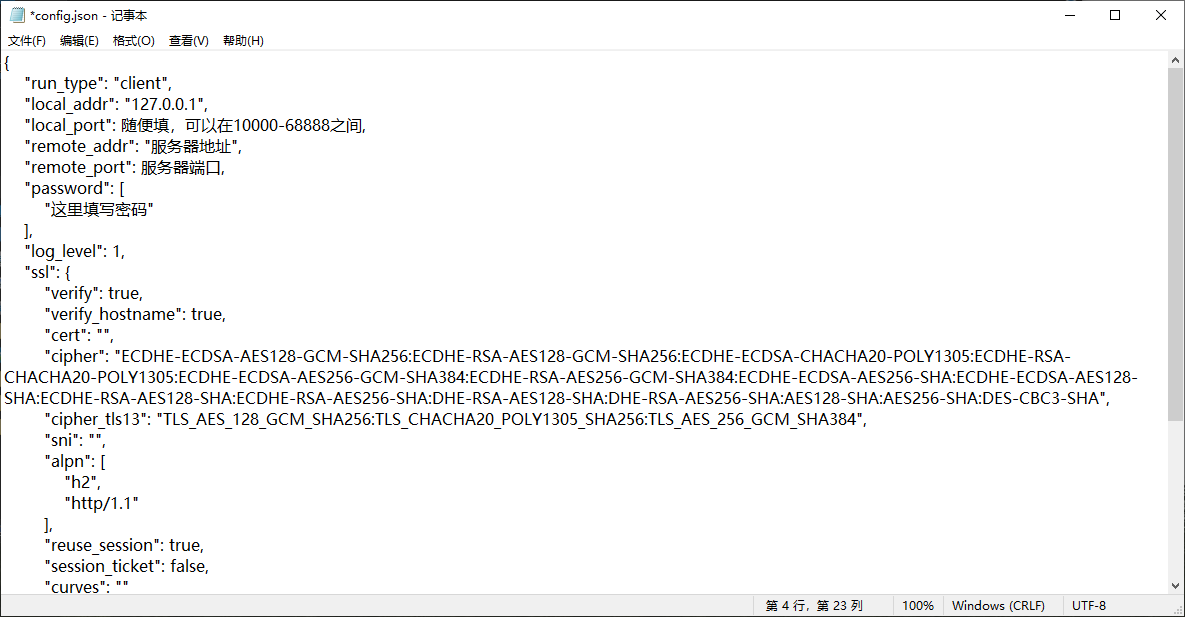 *config.json - 记事本
文件(F) 编辑(E) 格式(O) 查看(V) 帮助(H)
{
"run_type": "client",
"local_addr": "127.0.0.1",
"local_port": 随便填，可以在10000-68888之间,
"remote_addr": "服务器地址",
"remote_port": 服务器端口,
"password": [
"这里填写密码"
],
"log_level": 1,
"ssl": {
"verify": true,
"verify_hostname": true,
"cert": "",
"cipher": "ECDHE-ECDSA-AES128-GCM-SHA256:ECDHE-RSA-AES128-GCM-SHA256:ECDHE-ECDSA-CHACHA20-POLY1305:ECDHE-RSA-
CHACHA20-POLY1305:ECDHE-ECDSA-AES256-GCM-SHA384:ECDHE-RSA-AES256-GCM-SHA384:ECDHE-ECDSA-AES256-SHA:ECDHE-ECDSA-AES128-
SHA:ECDHE-RSA-AES128-SHA:ECDHE-RSA-AES256-SHA:DHE-RSA-AES128-SHA:DHE-RSA-AES256-SHA:AES128-SHA:AES256-SHA:DES-CBC3-SHA",
"cipher_tls13": "TLS_AES_128_GCM_SHA256:TLS_CHACHA20_POLY1305_SHA256:TLS_AES_256_GCM_SHA384",
"sni": "",
"alpn": [
"h2",
"http/1.1"
],
"reuse_session": true,
"session_ticket": false,
"curves": ""
第 4 行，第 23 列 100% Windows (CRLF) UTF-8